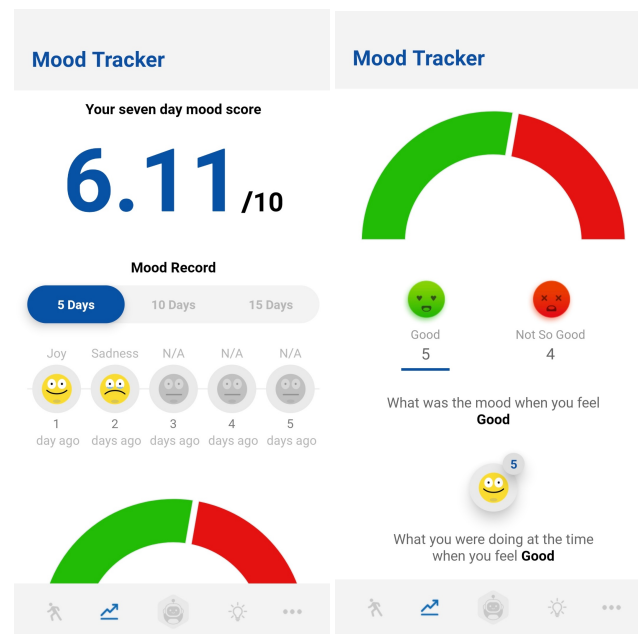 Mood Tracker
Your seven day mood score
6.11/10
Mood Record
5 Days 10 Days 15 Days
Joy Sadness N/A N/A N/A
1 2 3 4 5
day ago days ago days ago days ago days ago
Mood Tracker
Good Not So Good
5 4
What was the mood when you feel
Good
5
What you were doing at the time
when you feel Good